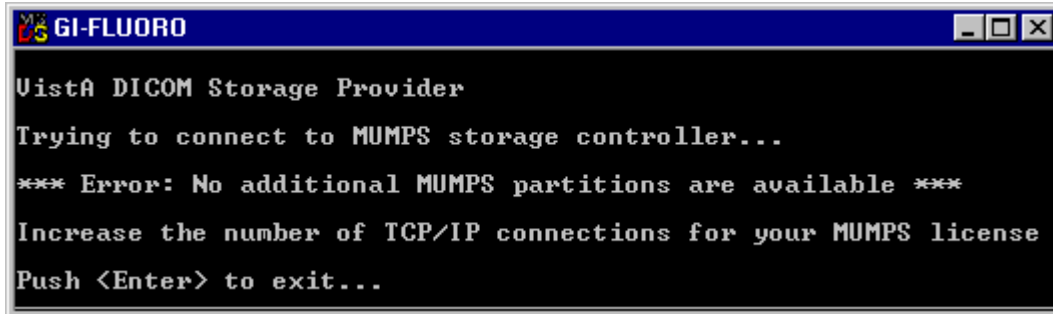 GI-FLUORO
VistA DICOM Storage Provider
Trying to connect to MUMPS storage controller...
*** Error: No additional MUMPS partitions are available ***
Increase the number of TCP/IP connections for your MUMPS license
Push <Enter> to exit...